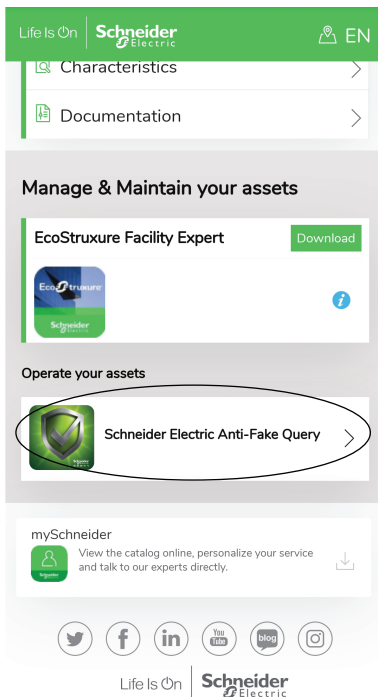 Life Is On Schneider Electric EN
Characteristics
Documentation
Manage & Maintain your assets
EcoStruxure Facility Expert Download
EcoStruxure
Schneider
Electric
Operate your assets
Schneider Electric Anti-Fake Query
mySchneider
View the catalog online, personalize your service
and talk to our experts directly.
You
Tube
blog
Life Is On Schneider Electric